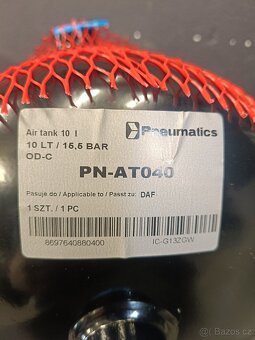 Air tank 10 l
Pneumatics
10 LT / 15,5 BAR
OD-C
PN-AT040
Pasuje do / Applicable to / Passt zu: DAF
1 SZT. / 1 PC
8697640880400
IC-G13ZGW
Bazoš.cz